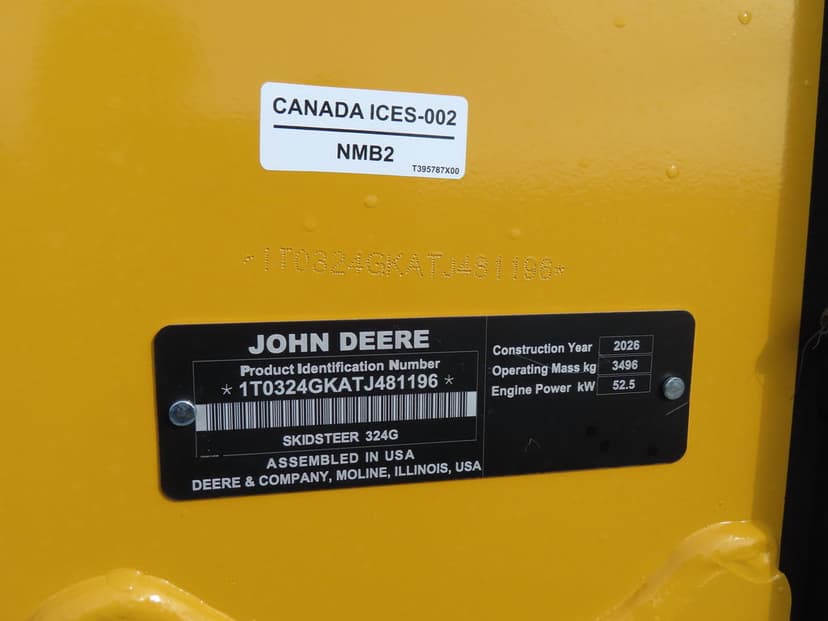 CANADA ICES-002
NMB2
T395787X00
*1T0324GKATJ481196*
JOHN DEERE
Product Identification Number
* 1T0324GKATJ481196 *
SKIDSTEER 324G
ASSEMBLED IN USA
DEERE & COMPANY, MOLINE, ILLINOIS, USA
Construction Year 2026
Operating Mass kg 3496
Engine Power kW 52.5